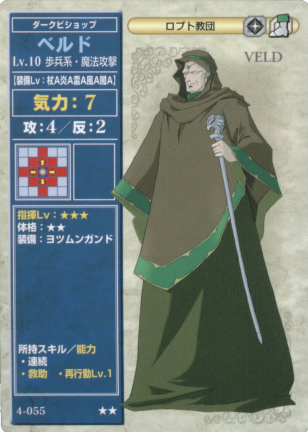 ダークビショップ
ロプト教団
ベルド
VELD
Lv.10 歩兵系・魔法攻撃
【装備Lv：杖A炎A雷A風A闇A】
気力：7
攻：4／反：2
指揮Lv：★★★
体格：★★
装備：ヨツムンガンド
所持スキル／能力
・連続
・救助 ・再行動Lv.1
4-055 ★★